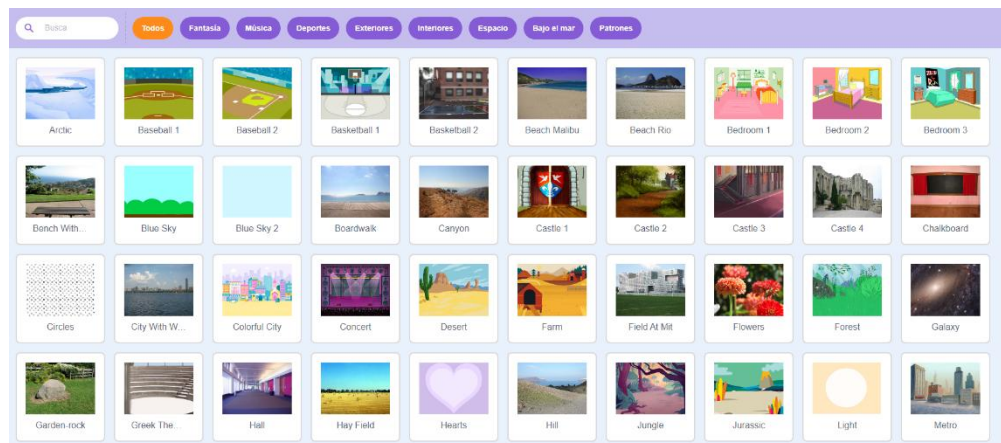 Busca Todos Fantasía Música Deportes Exteriores Interiores Espacio Bajo el mar Patrones
Arctic Baseball 1 Baseball 2 Basketball 1 Basketball 2 Beach Malibu Beach Rio Bedroom 1 Bedroom 2 Bedroom 3
Bench With... Blue Sky Blue Sky 2 Boardwalk Canyon Castle 1 Castle 2 Castle 3 Castle 4 Chalkboard
Circles City With W... Colorful City Concert Desert Farm Field At Mit Flowers Forest Galaxy
Garden-rock Greek The... Hall Hay Field Hearts Hill Jungle Jurassic Light Metro